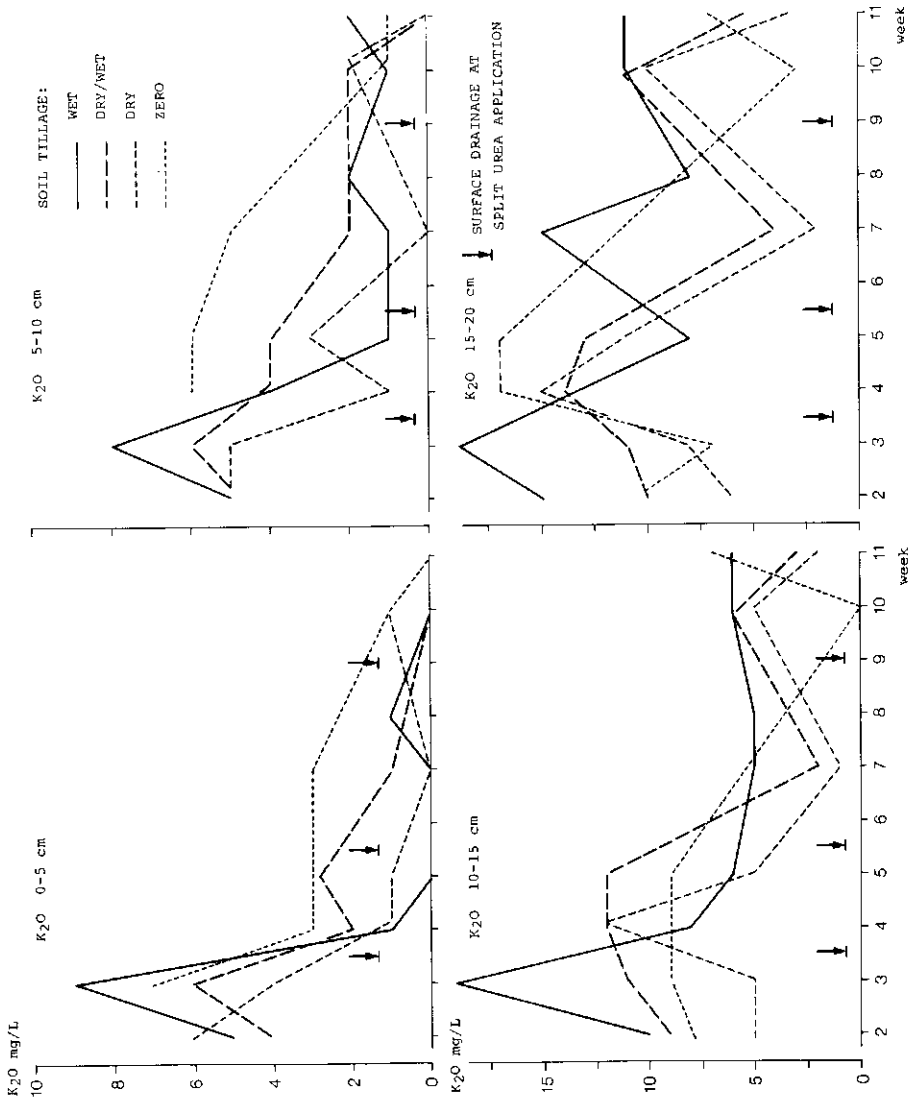 K2O mg/L
K2O 0-5 cm
10
8
6
4
2
0
K2O 5-10 cm
SOIL TILLAGE:
WET
DRY/WET
DRY
ZERO
K2O mg/L
K2O 10-15 cm
15
10
5
0
2 3 4 5 6 7 8 9 10 11
week
K2O 15-20 cm
SURFACE DRAINAGE AT
SPLIT UREA APPLICATION
2 3 4 5 6 7 8 9 10 11
week